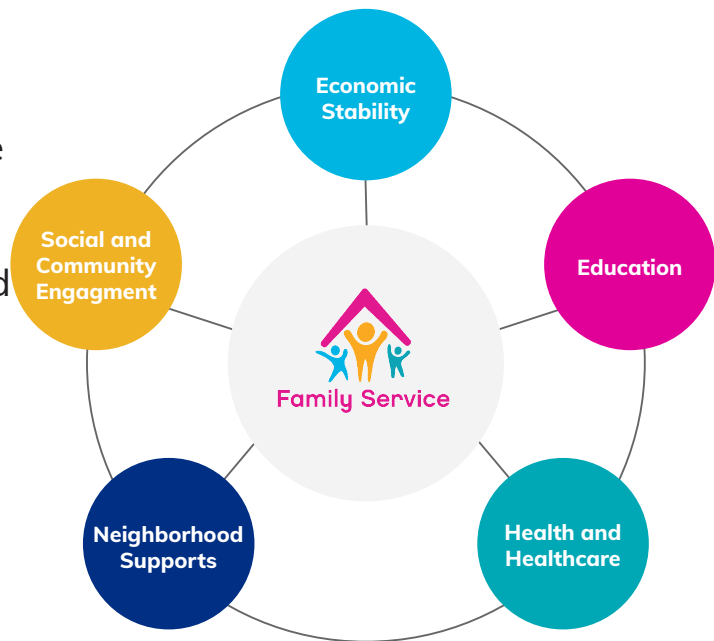 Economic
Stability
e
Social and
Community
Engagment
d
Education
Family Service
Neighborhood
Supports
Health and
Healthcare